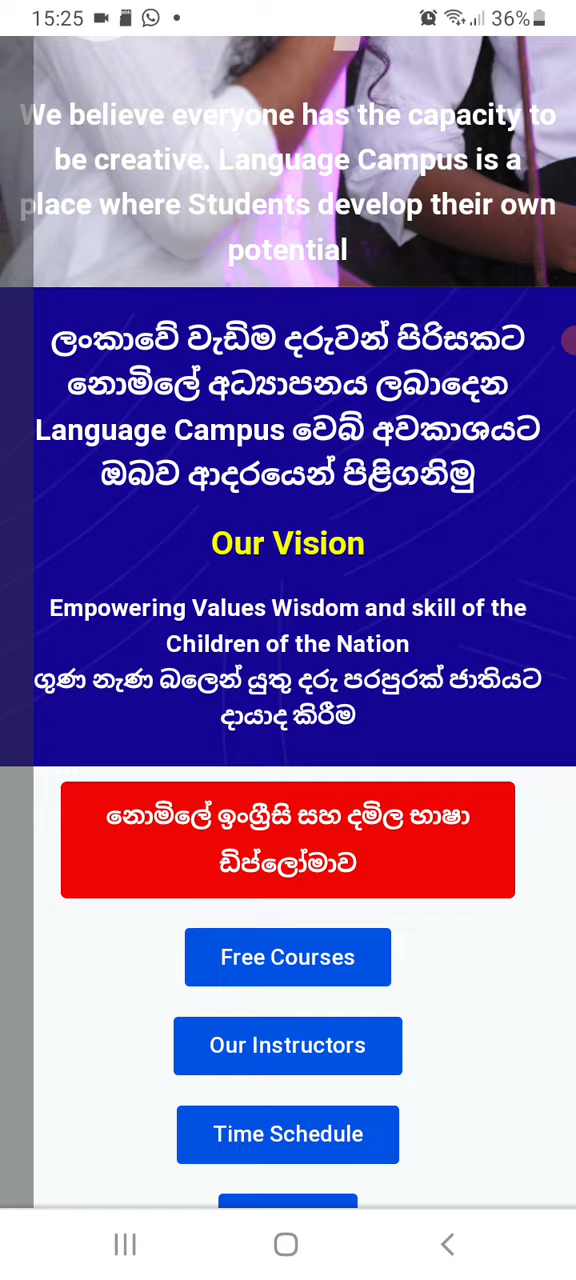 15:25
36%
We believe everyone has the capacity to
be creative. Language Campus is a
place where Students develop their own
potential
ලංකාවේ වැඩිම දරුවන් පිරිසකට
නොමිලේ අධ්‍යාපනය ලබාදෙන
Language Campus වෙබ් අවකාශයට
ඔබව ආදරයෙන් පිළිගනිමු
Our Vision
Empowering Values Wisdom and skill of the
Children of the Nation
ගුණ නැණ බලෙන් යුතු දරු පරපුරක් ජාතියට
දායාද කිරීම
නොමිලේ ඉංග්‍රීසි සහ දමිල භාෂා
ඩිප්ලෝමාව
Free Courses
Our Instructors
Time Schedule